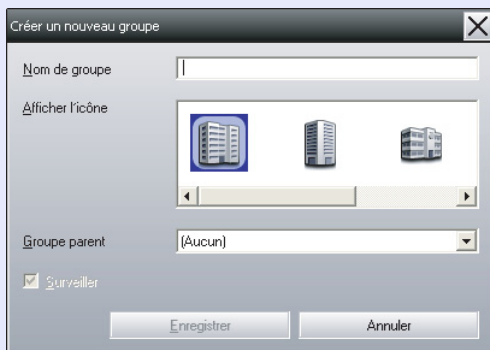 Créer un nouveau groupe
Nom de groupe
Afficher l'icône
Groupe parent
(Aucun)
Surveiller
Enregistrer
Annuler